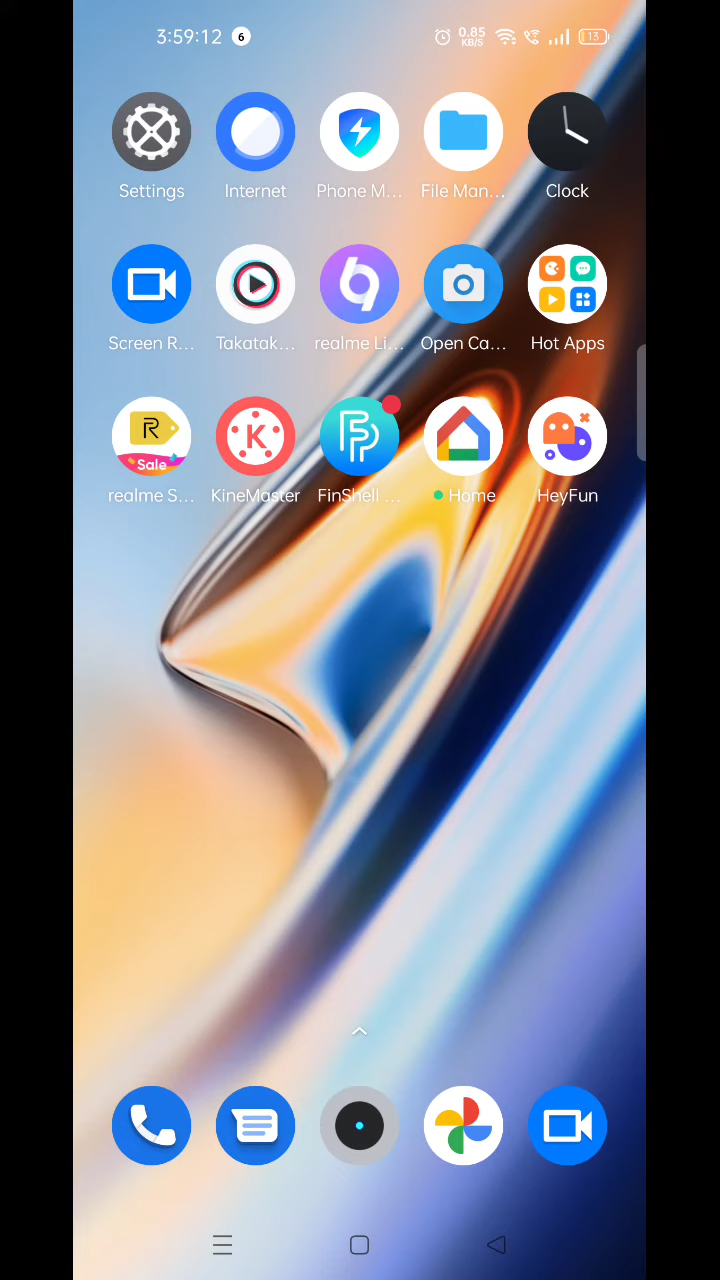 3:59:12 6 0.85 KB/S 13
Settings Internet Phone M... File Man... Clock
Screen R... Takatak... realme Li... Open Ca... Hot Apps
R Sale K
realme S... KineMaster FinShell ... Home HeyFun